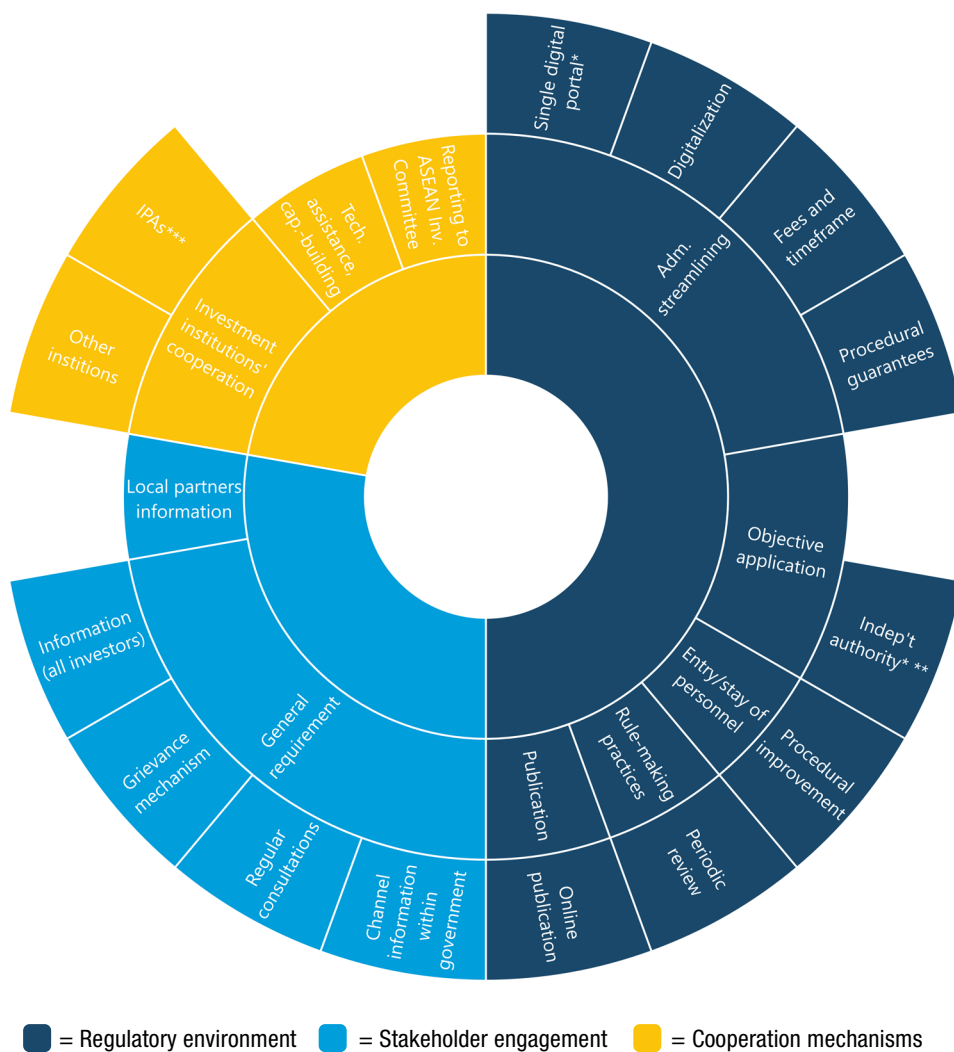 Single digital
portal*
Digitalization
Fees and
timeframe
Procedural
guarantees
Adm.
streamlining
Objective
application
Indep't
authority* **
Entry/stay of
personnel
Procedural
improvement
Rule-making
practices
Periodic
review
Publication
Online
publication
Channel
information
within
government
Regular
consultations
Grievance
mechanism
Information
(all investors)
General
requirement
Local partners
information
Other
institions
IPAs***
Investment
institutions'
cooperation
Tech.
assistance,
cap.-building
Reporting to
ASEAN Inv.
Committee
= Regulatory environment
= Stakeholder engagement
= Cooperation mechanisms